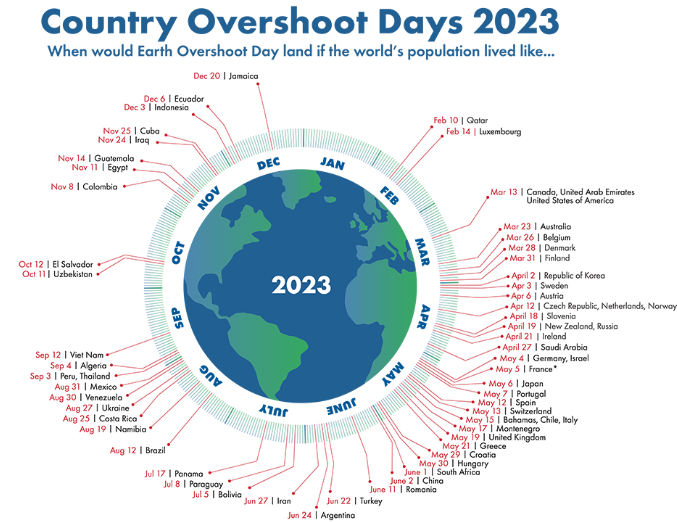 Country Overshoot Days 2023
When would Earth Overshoot Day land if the world's population lived like...
Dec 20 | Jamaica
Dec 6 | Ecuador
Dec 3 | Indonesia
Nov 25 | Cuba
Nov 24 | Iraq
Nov 14 | Guatemala
Nov 11 | Egypt
Nov 8 | Colombia
Oct 12 | El Salvador
Oct 11 | Uzbekistan
Sep 12 | Viet Nam
Sep 4 | Algeria
Sep 3 | Peru, Thailand
Aug 31 | Mexico
Aug 30 | Venezuelo
Aug 27 | Ukraine
Aug 25 | Costa Rica
Aug 19 | Namibia
Aug 12 | Brazil
Jul 17 | Panama
Jul 8 | Paraguay
Jul 5 | Bolivia
Jun 27 | Iran
Jun 24 | Argentina
Jun 22 | Turkey
Feb 10 | Qatar
Feb 14 | Luxembourg
Mar 13 | Canada, United Arab Emirates
United States of America
Mar 23 | Australia
Mar 26 | Belgium
Mar 28 | Denmark
Mar 31 | Finland
April 2 | Republic of Korea
Apr 3 | Sweden
Apr 6 | Austria
Apr 12 | Czech Republic, Netherlands, Norway
April 18 | Slovenia
April 19 | New Zealand, Russia
April 21 | Ireland
April 27 | Saudi Arabia
May 4 | Germany, Israel
May 5 | France*
May 6 | Japan
May 7 | Portugal
May 12 | Spain
May 13 | Switzerland
May 15 | Bahamas, Chile, Italy
May 17 | Montenegro
May 19 | United Kingdom
May 21 | Greece
May 29 | Croatia
May 30 | Hungary
June 1 | South Africa
June 2 | China
June 11 | Romania
JAN
FEB
MAR
APR
MAY
JUNE
JULY
AUG
SEP
OCT
NOV
DEC
2023